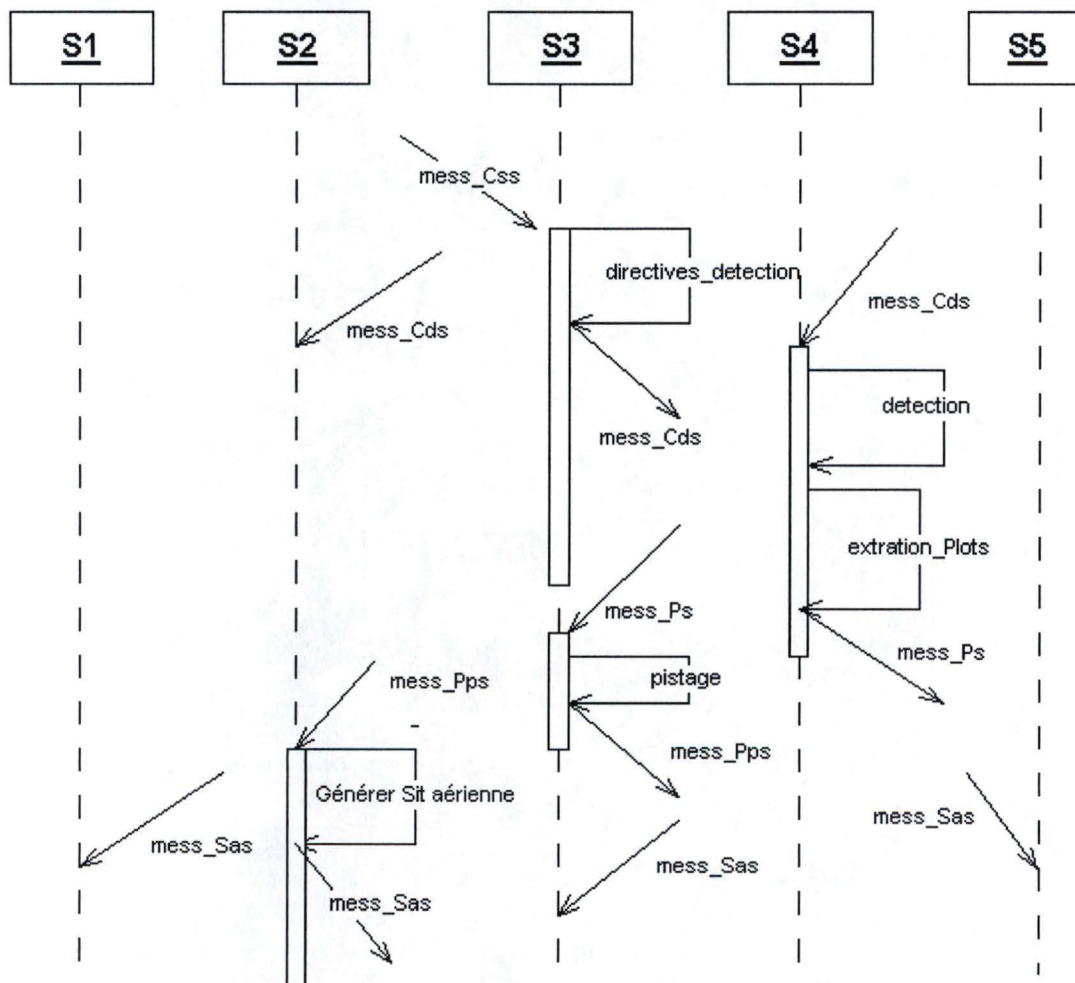 S1
S2
S3
S4
S5
mess_Css
directives_detection
mess_Cds
mess_Cds
detection
mess_Cds
extration_Plots
mess_Ps
mess_Ps
mess_Pps
pistage
mess_Pps
Générer Sit aérienne
mess_Sas
mess_Sas
mess_Sas
mess_Sas